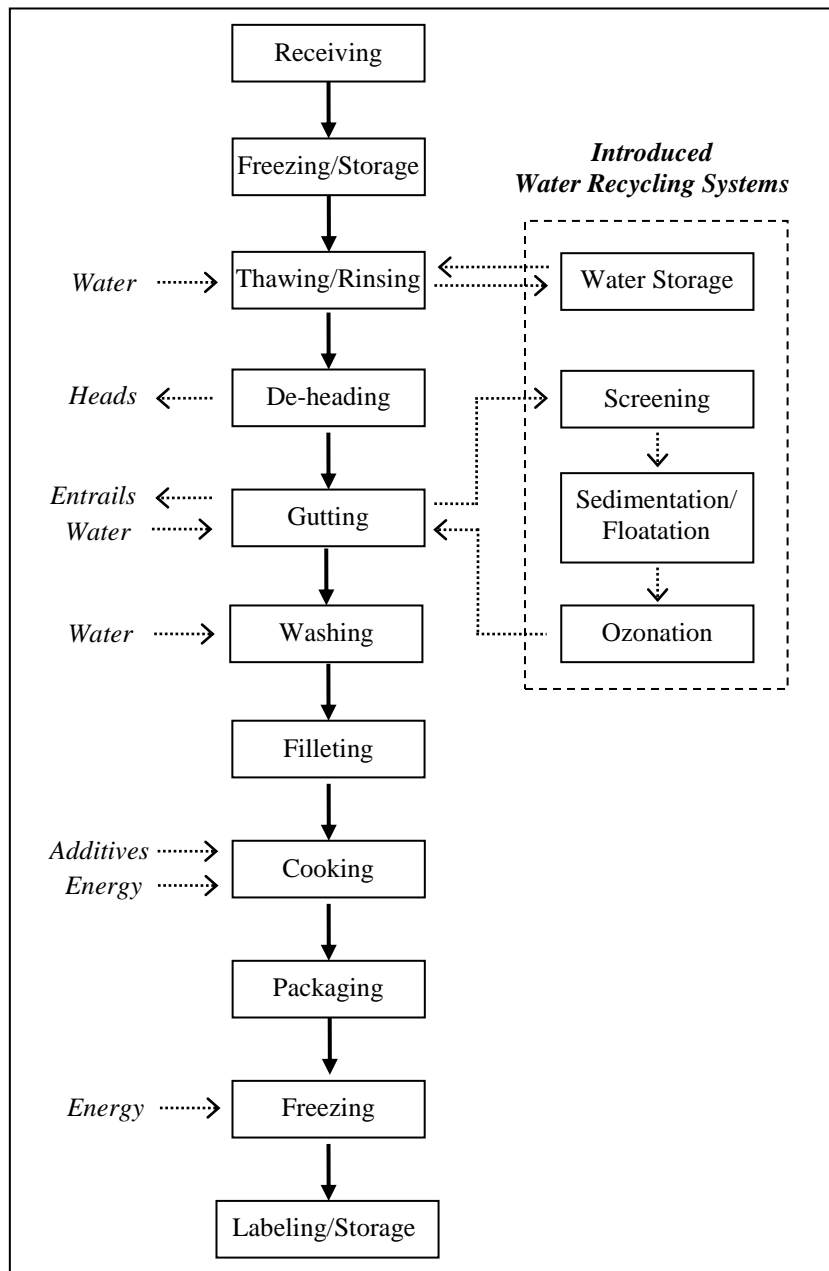 Receiving
Freezing/Storage
Introduced
Water Recycling Systems
Water
Thawing/Rinsing
Water Storage
Heads
De-heading
Screening
Entrails
Water
Gutting
Sedimentation/
Floatation
Water
Washing
Ozonation
Filleting
Additives
Energy
Cooking
Packaging
Energy
Freezing
Labeling/Storage